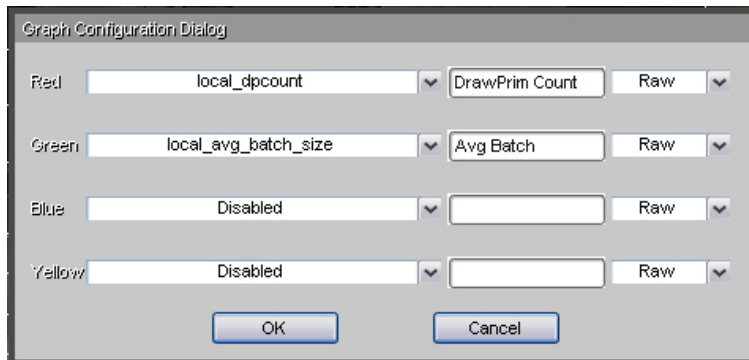 Graph Configuration Dialog
Red local_dpcount DrawPrim Count Raw
Green local_avg_batch_size Avg Batch Raw
Blue Disabled Raw
Yellow Disabled Raw
OK Cancel